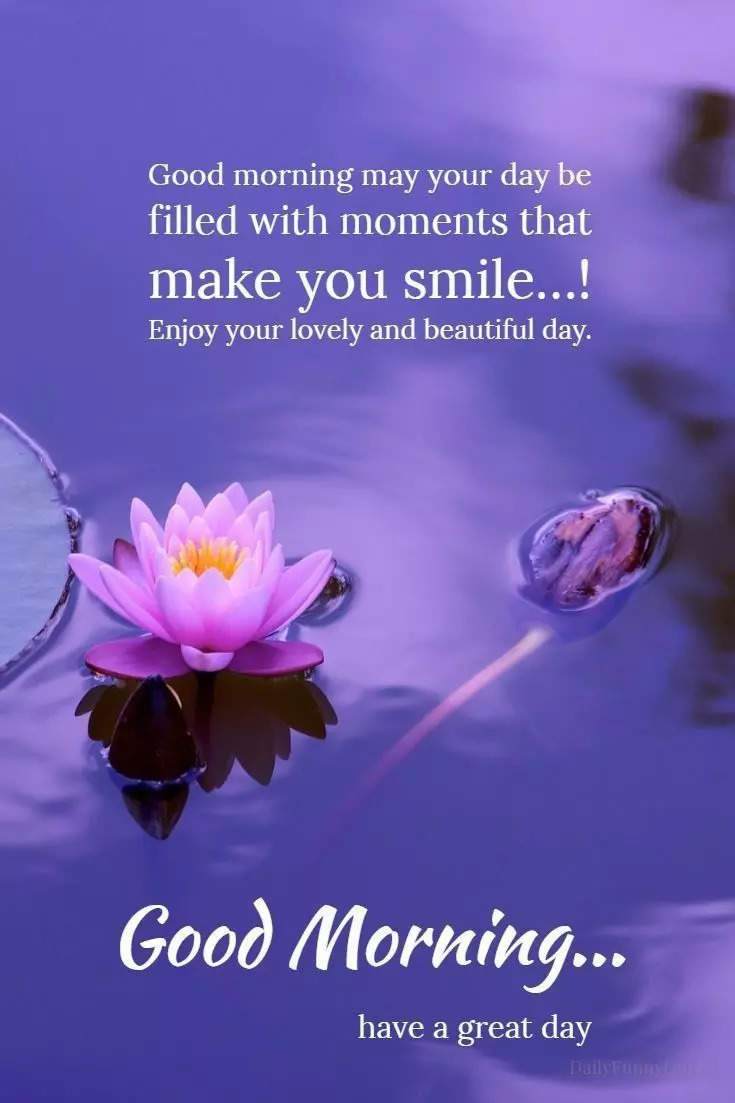 Good morning may your day be
filled with moments that
make you smile...!
Enjoy your lovely and beautiful day.
Good Morning...
have a great day